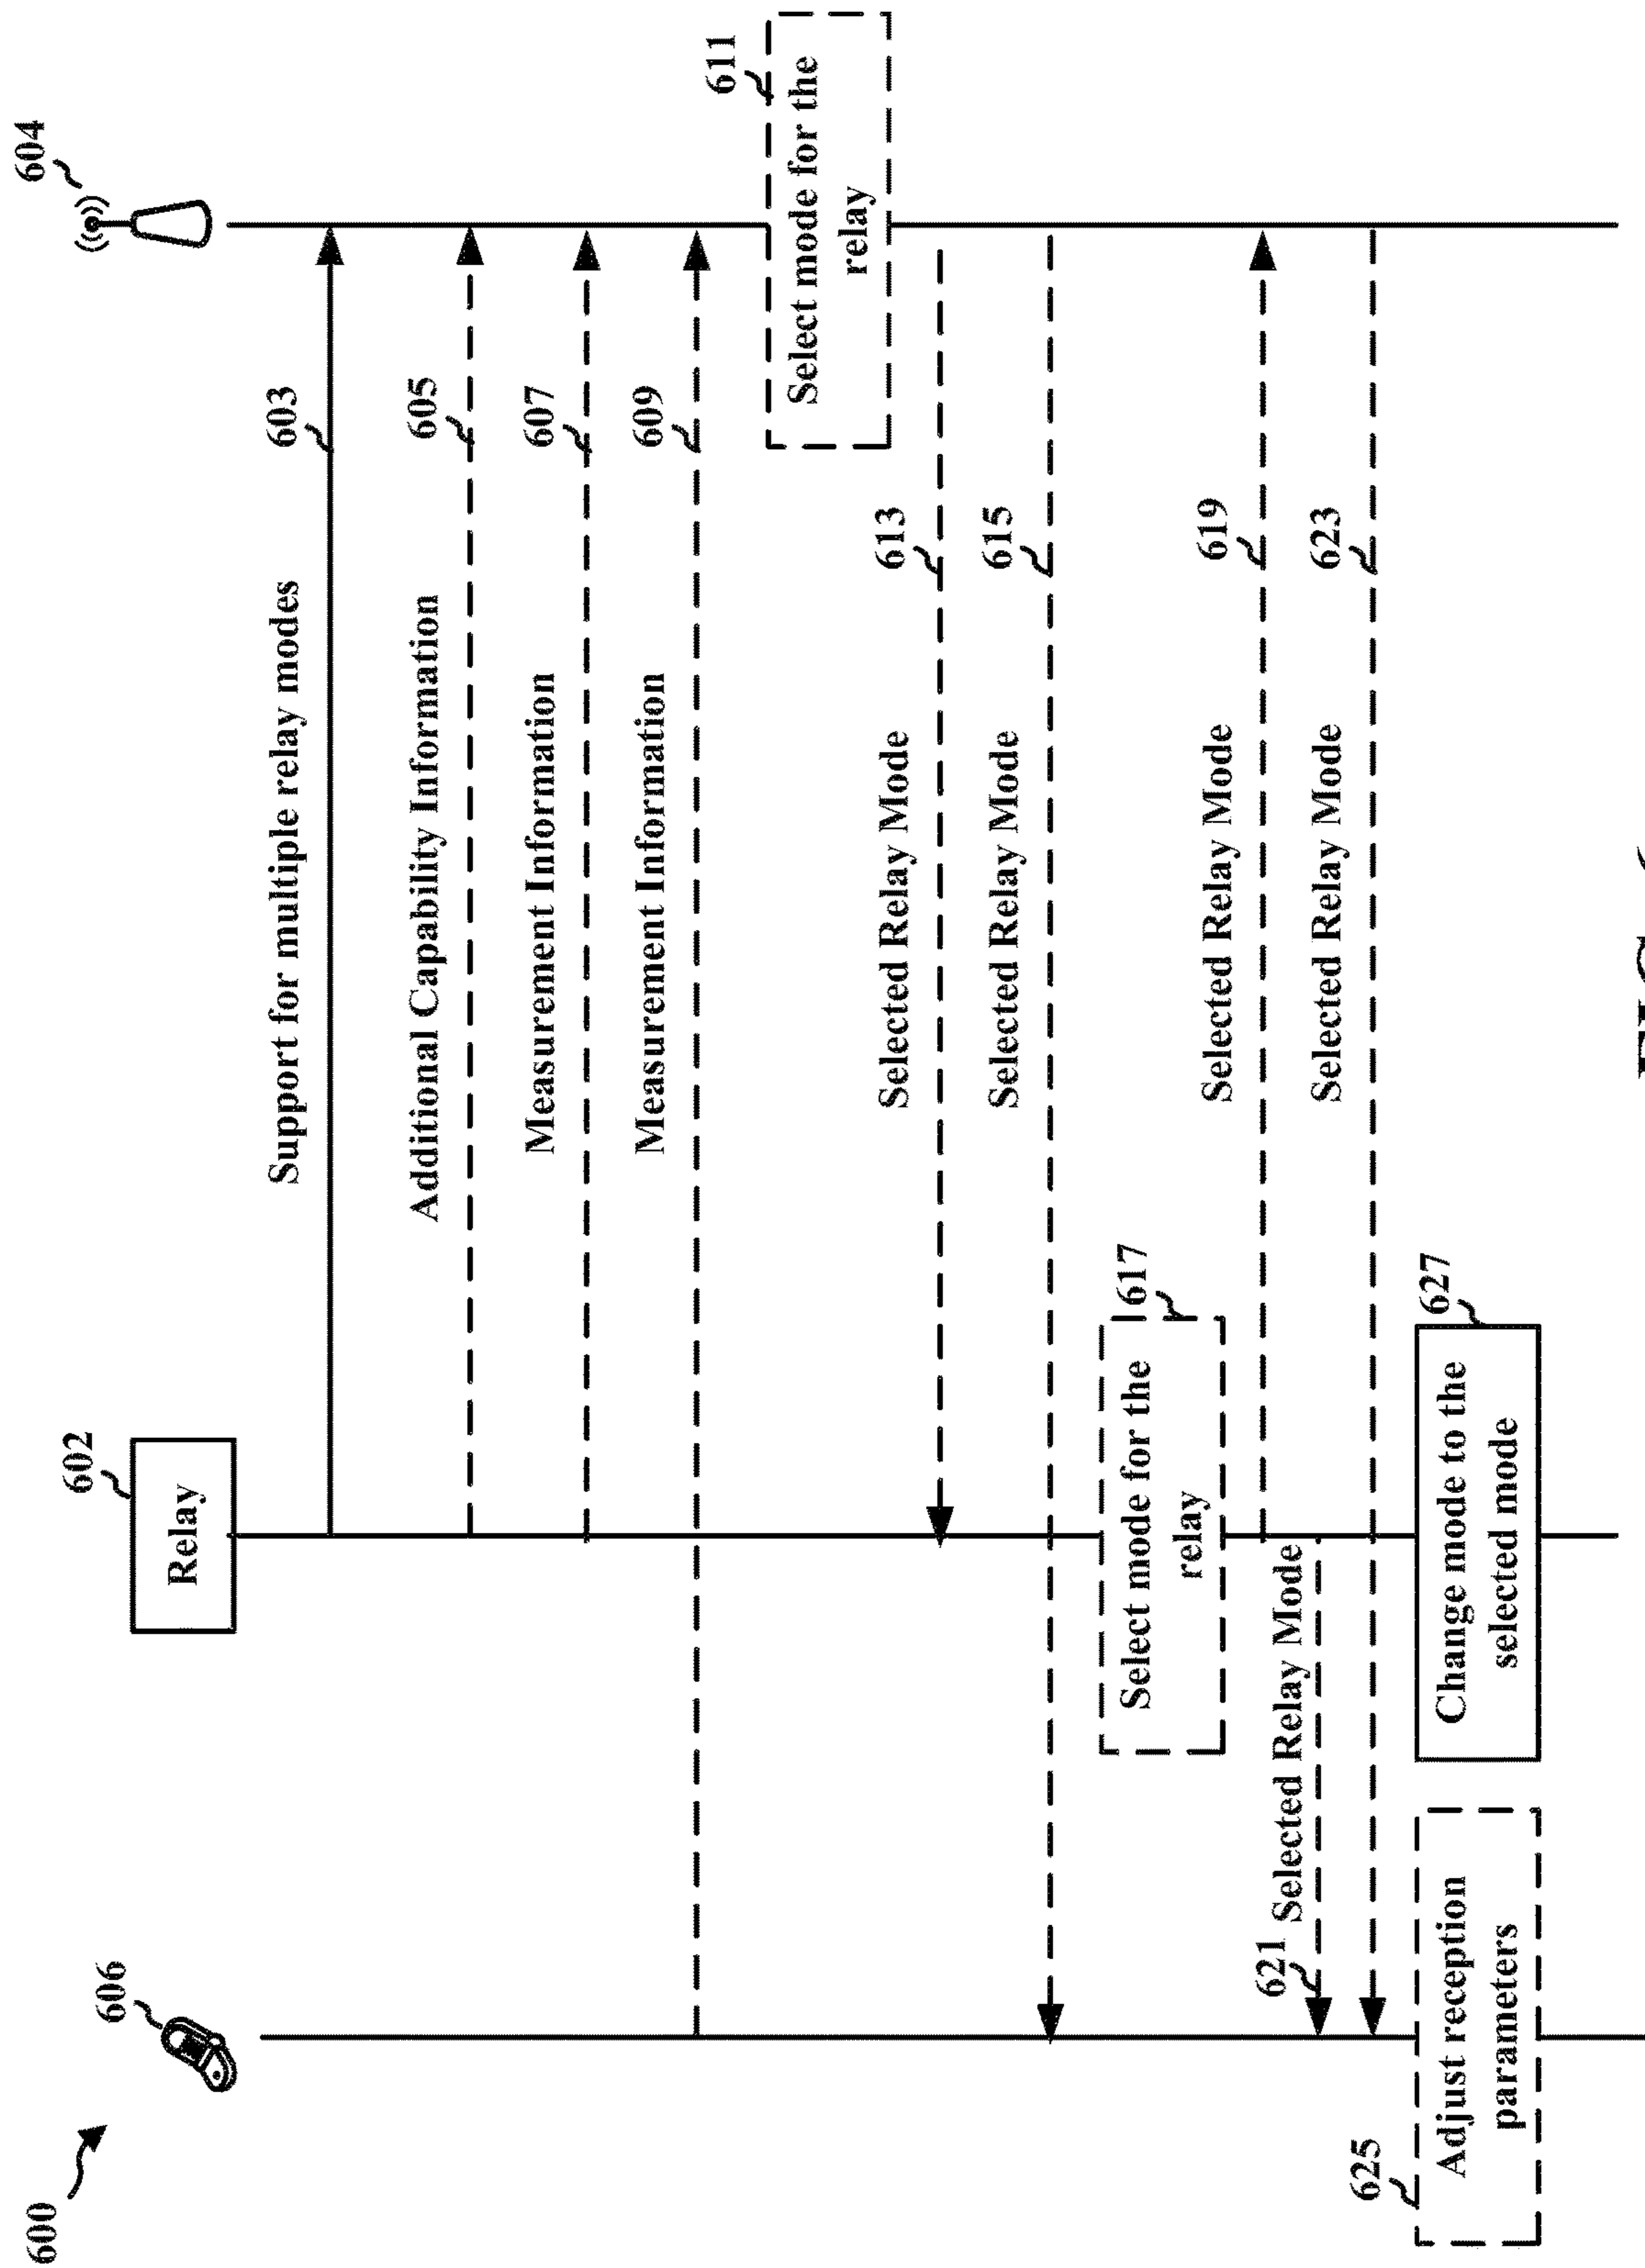 600
606
602
604
Relay
Support for multiple relay modes
603
Additional Capability Information
605
Measurement Information
607
Measurement Information
609
611
Select mode for the
relay
Selected Relay Mode
613
Selected Relay Mode
615
617
Select mode for the
relay
Selected Relay Mode
619
621
Selected Relay Mode
Selected Relay Mode
623
625
Adjust reception
parameters
627
Change mode to the
selected mode